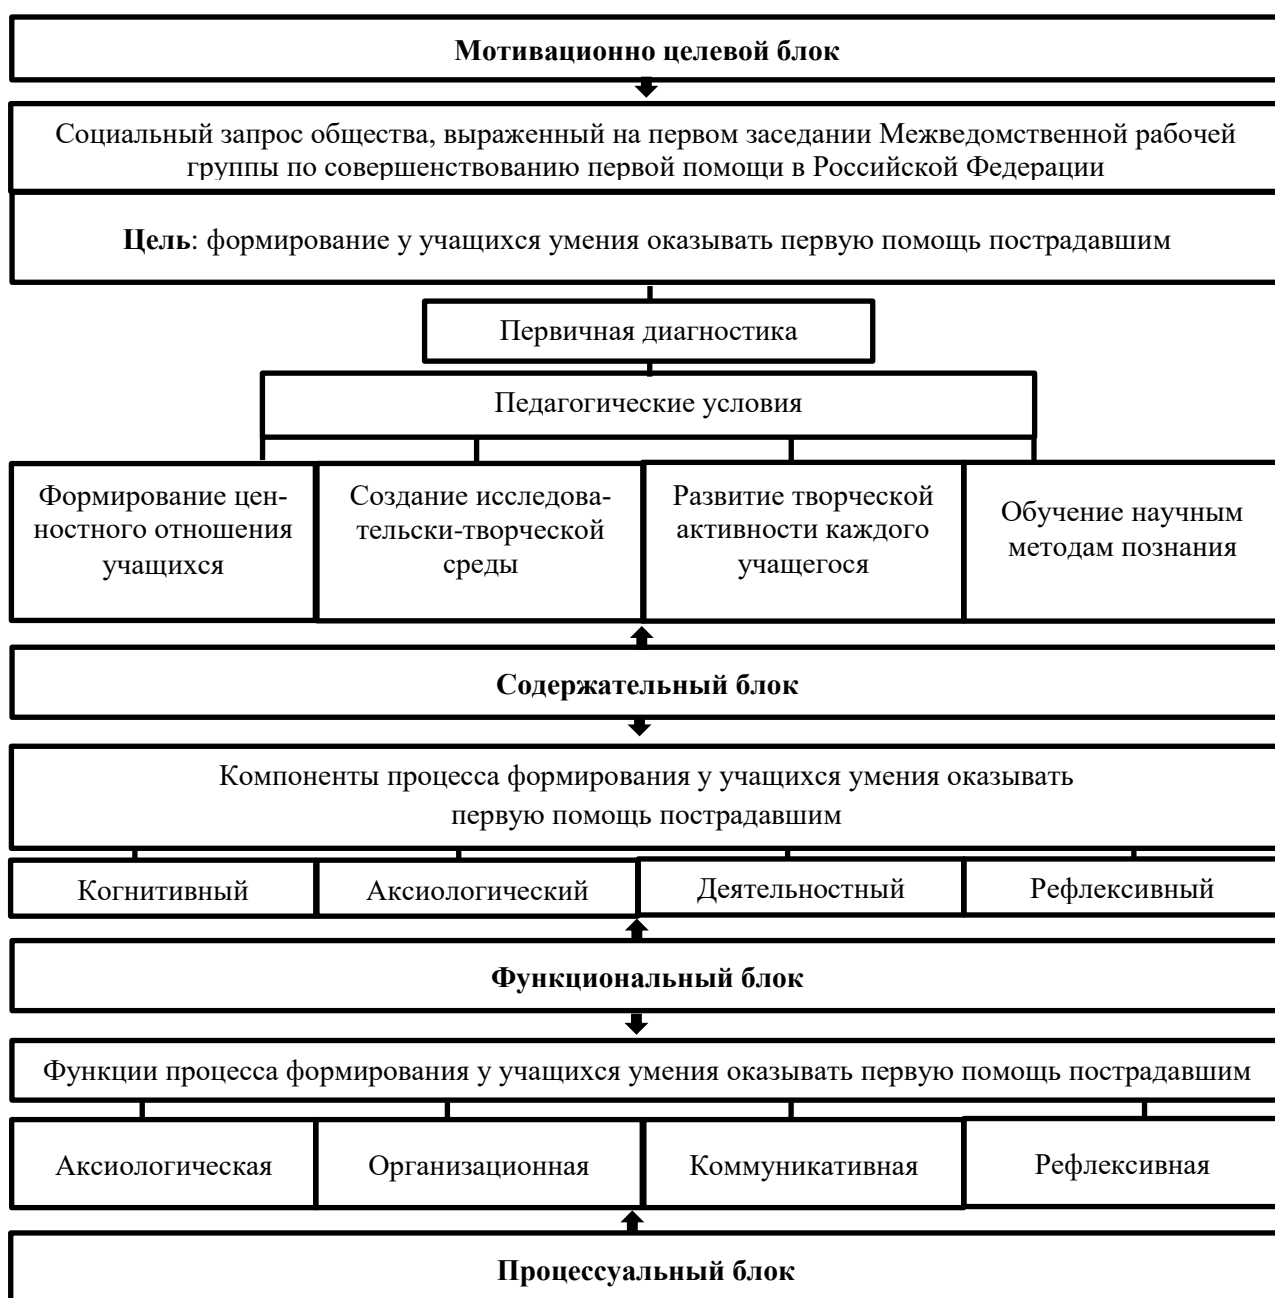 Мотивационно целевой блок
Социальный запрос общества, выраженный на первом заседании Межведомственной рабочей
группы по совершенствованию первой помощи в Российской Федерации
Цель: формирование у учащихся умения оказывать первую помощь пострадавшим
Первичная диагностика
Педагогические условия
Формирование цен-
ностного отношения
учащихся
Создание исследова-
тельски-творческой
среды
Развитие творческой
активности каждого
учащегося
Обучение научным
методам познания
Содержательный блок
Компоненты процесса формирования у учащихся умения оказывать
первую помощь пострадавшим
Когнитивный
Аксиологический
Деятельностный
Рефлексивный
Функциональный блок
Функции процесса формирования у учащихся умения оказывать первую помощь пострадавшим
Аксиологическая
Организационная
Коммуникативная
Рефлексивная
Процессуальный блок